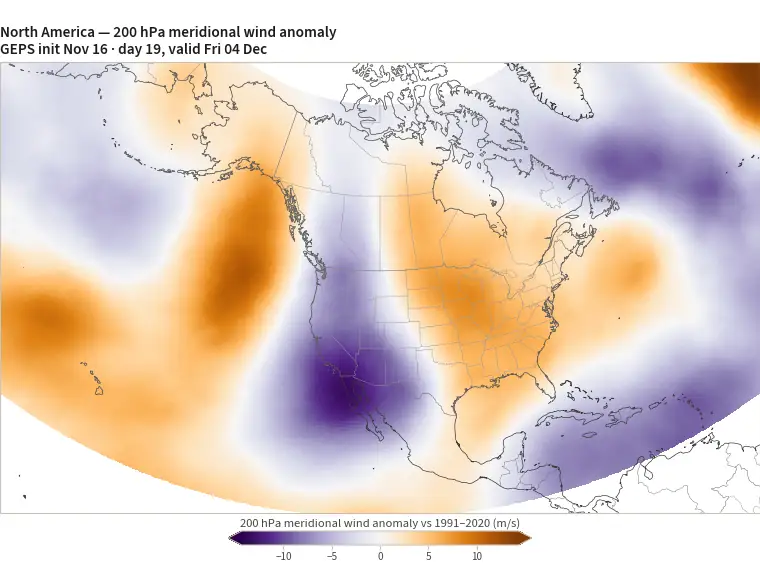 North America — 200 hPa meridional wind anomaly
GEPS init Nov 16 · day 19, valid Fri 04 Dec
200 hPa meridional wind anomaly vs 1991–2020 (m/s)
−10 −5 0 5 10